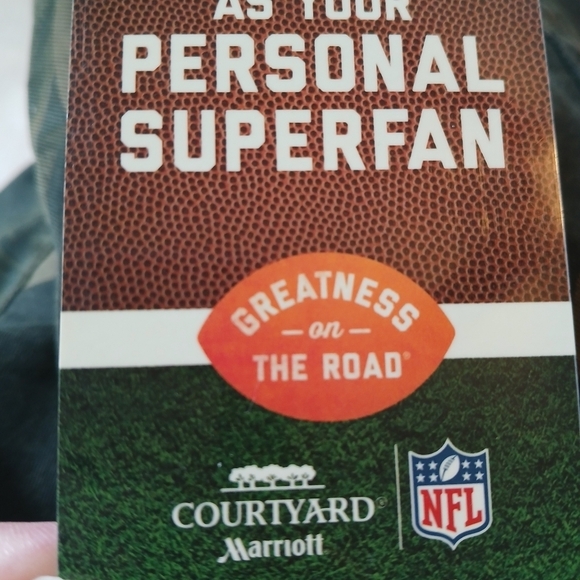 AS YOUR
PERSONAL
SUPERFAN
GREATNESS
on
THE ROAD®
COURTYARD®
Marriott
NFL